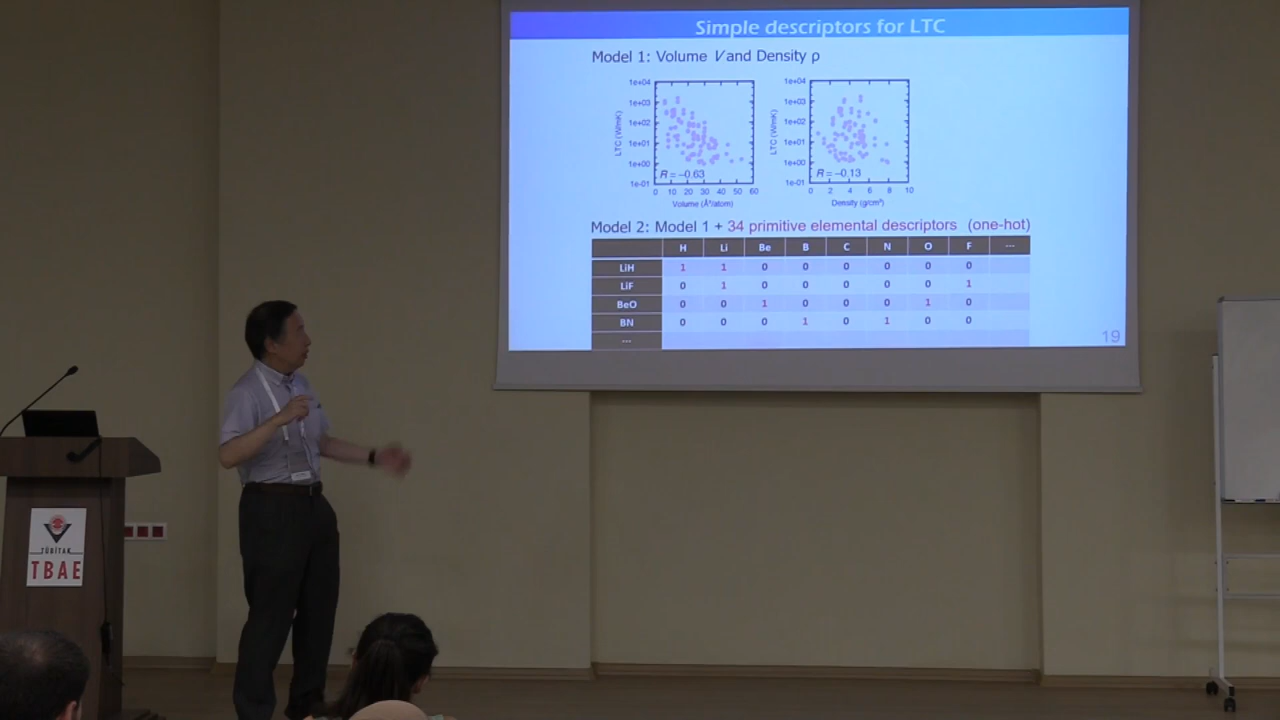 Simple descriptors for LTC
Model 1: Volume V and Density ρ
1e+04
1e+03
1e+02
1e+01
1e+00
1e-01
LTC (W/mK)
R = −0.63
0 10 20 30 40 50 60
Volume (Å³/atom)
1e+04
1e+03
1e+02
1e+01
1e+00
1e-01
LTC (W/mK)
R = −0.13
0 2 4 6 8 10
Density (g/cm³)
Model 2: Model 1 + 34 primitive elemental descriptors (one-hot)
H Li Be B C N O F ...
LiH 1 1 0 0 0 0 0 0
LiF 0 1 0 0 0 0 0 1
BeO 0 0 1 0 0 0 1 0
BN 0 0 0 1 0 1 0 0
...
19
TÜBİTAK
TBAE